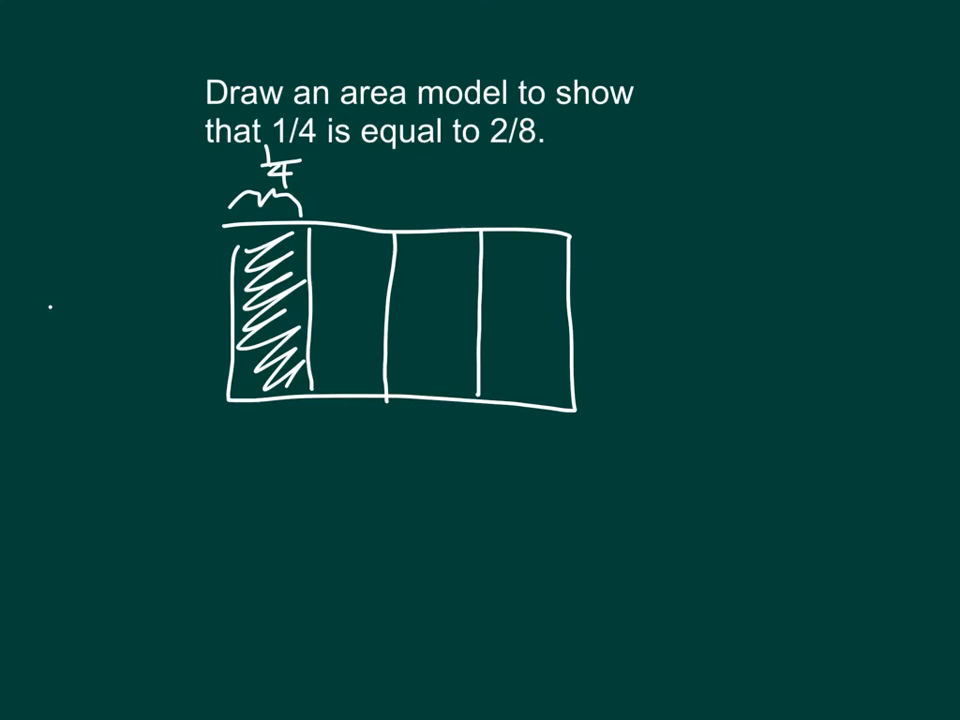 Draw an area model to show
that 1/4 is equal to 2/8.
1/4